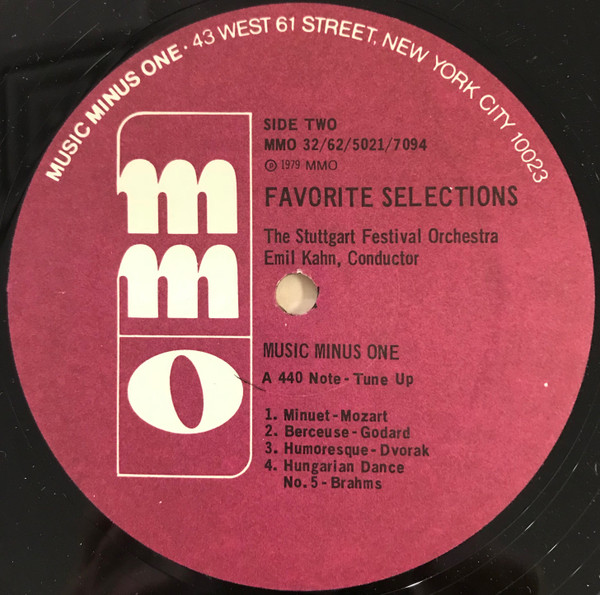 MUSIC MINUS ONE · 43 WEST 61 STREET, NEW YORK CITY 10023
mmo
SIDE TWO
MMO 32/62/5021/7094
℗ 1979 MMO
FAVORITE SELECTIONS
The Stuttgart Festival Orchestra
Emil Kahn, Conductor
MUSIC MINUS ONE
A 440 Note - Tune Up
1. Minuet - Mozart
2. Berceuse - Godard
3. Humoresque - Dvorak
4. Hungarian Dance
No. 5 - Brahms